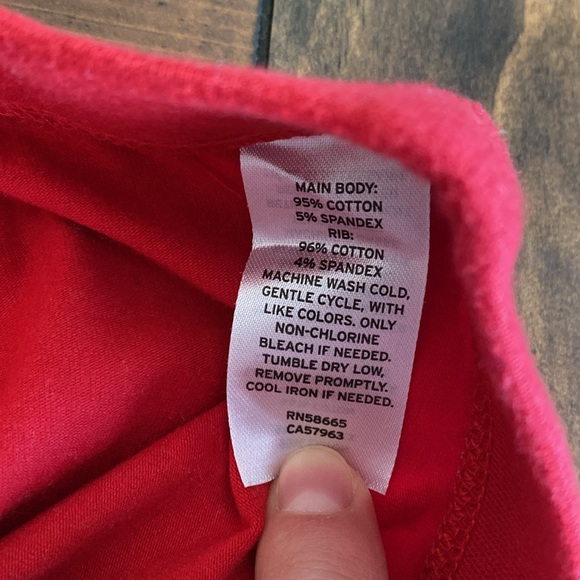 MAIN BODY:
95% COTTON
5% SPANDEX
RIB:
96% COTTON
4% SPANDEX
MACHINE WASH COLD,
GENTLE CYCLE, WITH
LIKE COLORS. ONLY
NON-CHLORINE
BLEACH IF NEEDED.
TUMBLE DRY LOW,
REMOVE PROMPTLY.
COOL IRON IF NEEDED.
RN58665
CA57963